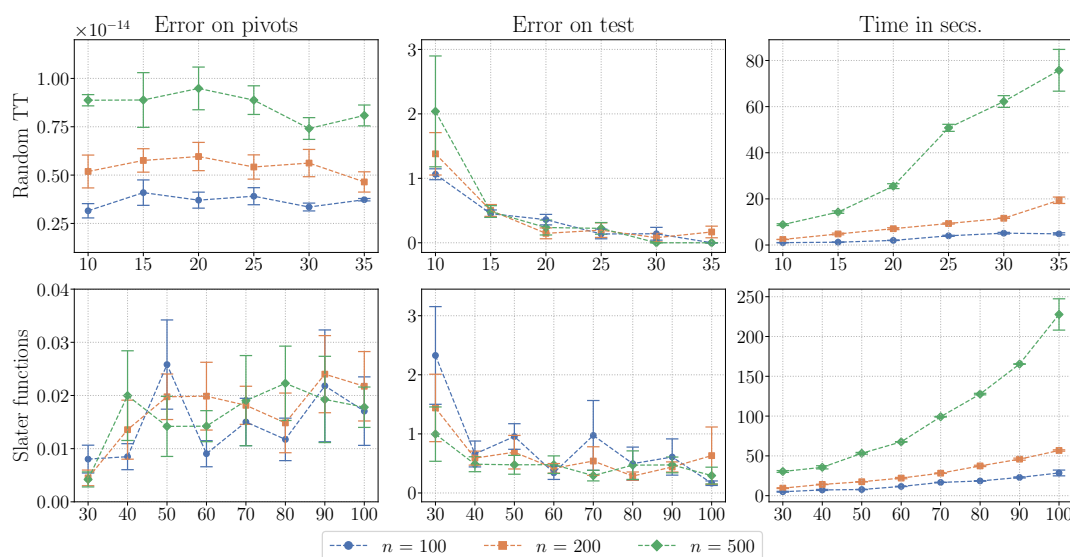 Error on pivots
Error on test
Time in secs.
×10⁻¹⁴
Random TT
1.00
0.75
0.50
0.25
10 15 20 25 30 35
3
2
1
0
10 15 20 25 30 35
80
60
40
20
0
10 15 20 25 30 35
Slater functions
0.04
0.03
0.02
0.01
0.00
30 40 50 60 70 80 90 100
3
2
1
0
30 40 50 60 70 80 90 100
250
200
150
100
50
0
30 40 50 60 70 80 90 100
n = 100 n = 200 n = 500